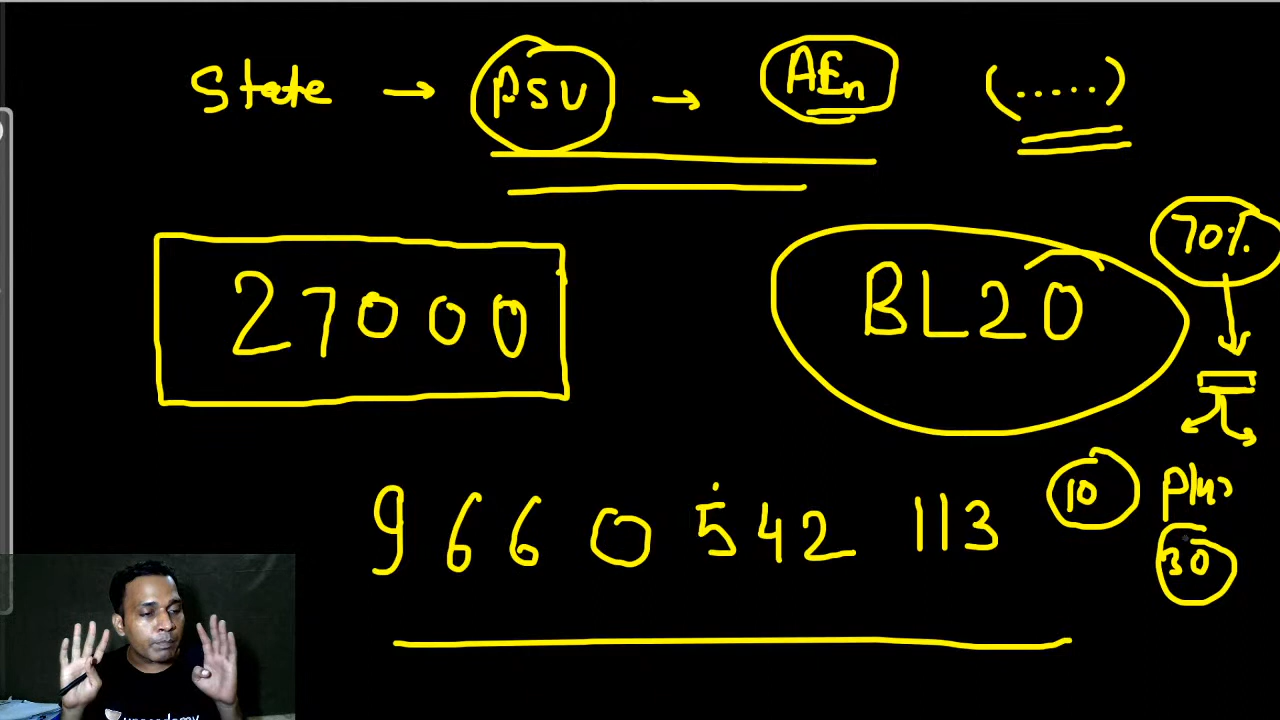 State → PSU → AEn (.....)
70%
27000
BL20
9660 542 113
10
Plus
30